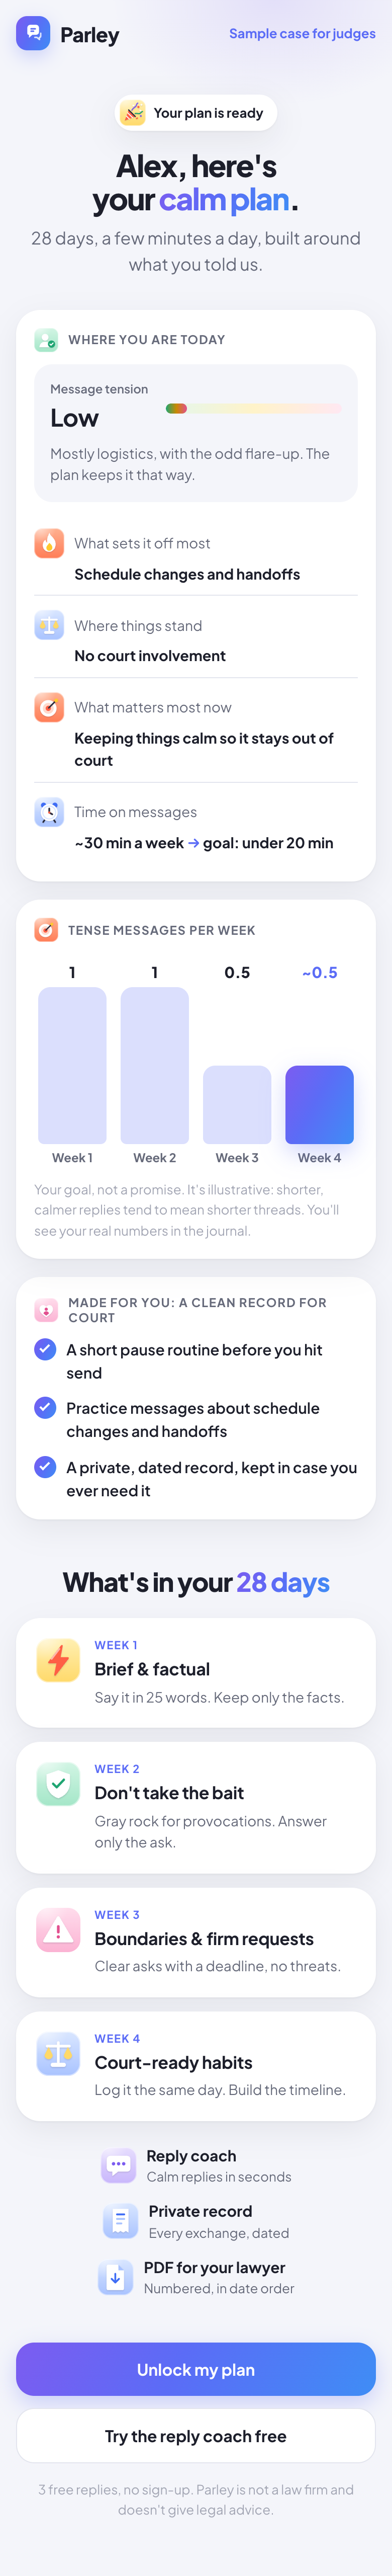 Parley
Sample case for judges
Your plan is ready
Alex, here's
your calm plan.
28 days, a few minutes a day, built around
what you told us.
WHERE YOU ARE TODAY
Message tension
Low
Mostly logistics, with the odd flare-up. The
plan keeps it that way.
What sets it off most
Schedule changes and handoffs
Where things stand
No court involvement
What matters most now
Keeping things calm so it stays out of
court
Time on messages
~30 min a week → goal: under 20 min
TENSE MESSAGES PER WEEK
1
1
0.5
~0.5
Week 1
Week 2
Week 3
Week 4
Your goal, not a promise. It's illustrative: shorter,
calmer replies tend to mean shorter threads. You'll
see your real numbers in the journal.
MADE FOR YOU: A CLEAN RECORD FOR
COURT
A short pause routine before you hit
send
Practice messages about schedule
changes and handoffs
A private, dated record, kept in case you
ever need it
What's in your 28 days
WEEK 1
Brief & factual
Say it in 25 words. Keep only the facts.
WEEK 2
Don't take the bait
Gray rock for provocations. Answer
only the ask.
WEEK 3
Boundaries & firm requests
Clear asks with a deadline, no threats.
WEEK 4
Court-ready habits
Log it the same day. Build the timeline.
Reply coach
Calm replies in seconds
Private record
Every exchange, dated
PDF for your lawyer
Numbered, in date order
Unlock my plan
Try the reply coach free
3 free replies, no sign-up. Parley is not a law firm and
doesn't give legal advice.